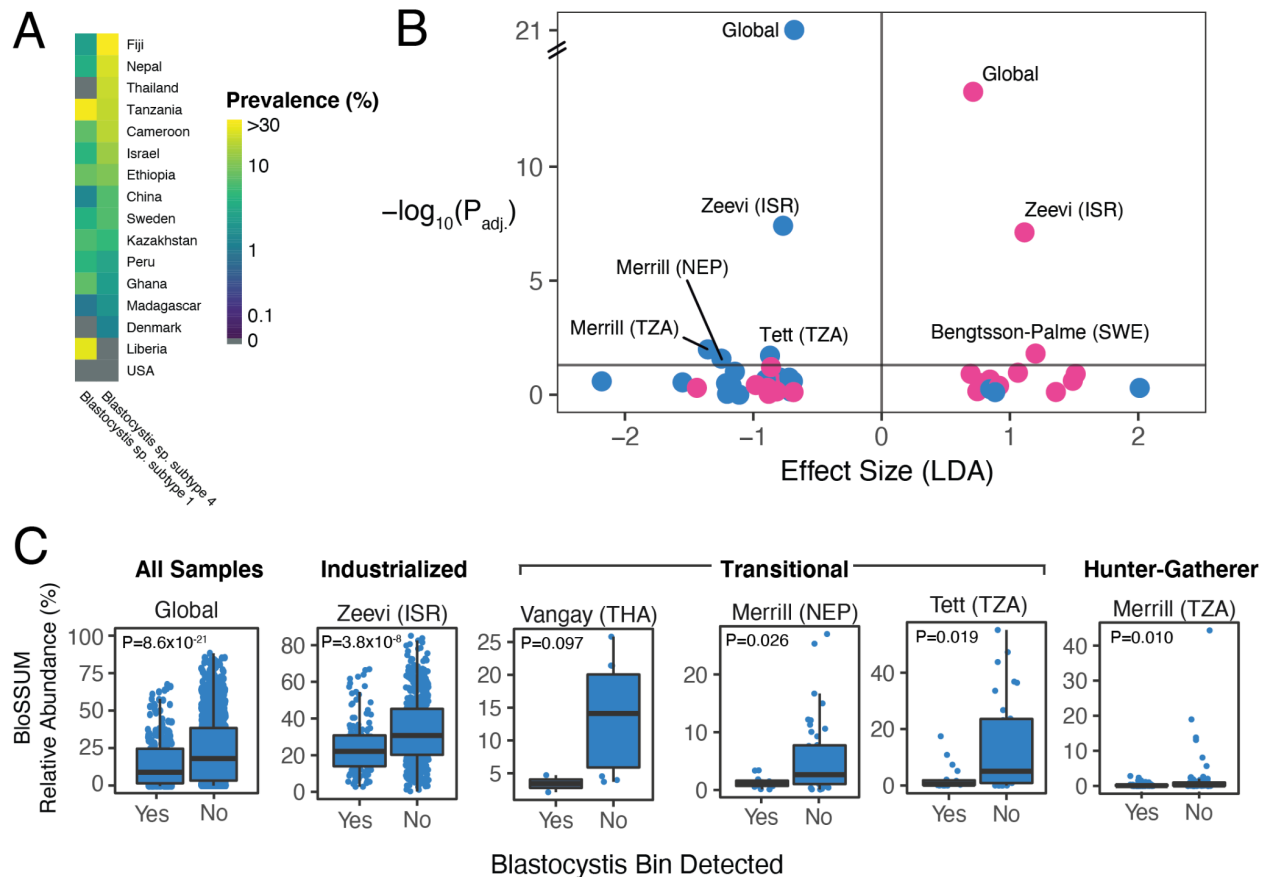 A
Fiji
Nepal
Thailand
Tanzania
Cameroon
Israel
Ethiopia
China
Sweden
Kazakhstan
Peru
Ghana
Madagascar
Denmark
Liberia
USA
Blastocystis sp. subtype 4
Blastocystis sp. subtype 1
Prevalence (%)
>30
10
1
0.1
0
B
21
10
5
0
−log10(Padj.)
Global
Global
Zeevi (ISR)
Zeevi (ISR)
Merrill (NEP)
Merrill (TZA)
Tett (TZA)
Bengtsson-Palme (SWE)
−2 −1 0 1 2
Effect Size (LDA)
C
All Samples Industrialized Transitional Hunter-Gatherer
BloSSUM
Relative Abundance (%)
Global
P=8.6x10-21
100
75
50
25
0
Yes No
Zeevi (ISR)
P=3.8x10-8
80
60
40
20
0
Yes No
Vangay (THA)
P=0.097
25
20
15
10
5
Yes No
Merrill (NEP)
P=0.026
20
10
0
Yes No
Tett (TZA)
P=0.019
40
20
0
Yes No
Merrill (TZA)
P=0.010
40
30
20
10
0
Yes No
Blastocystis Bin Detected